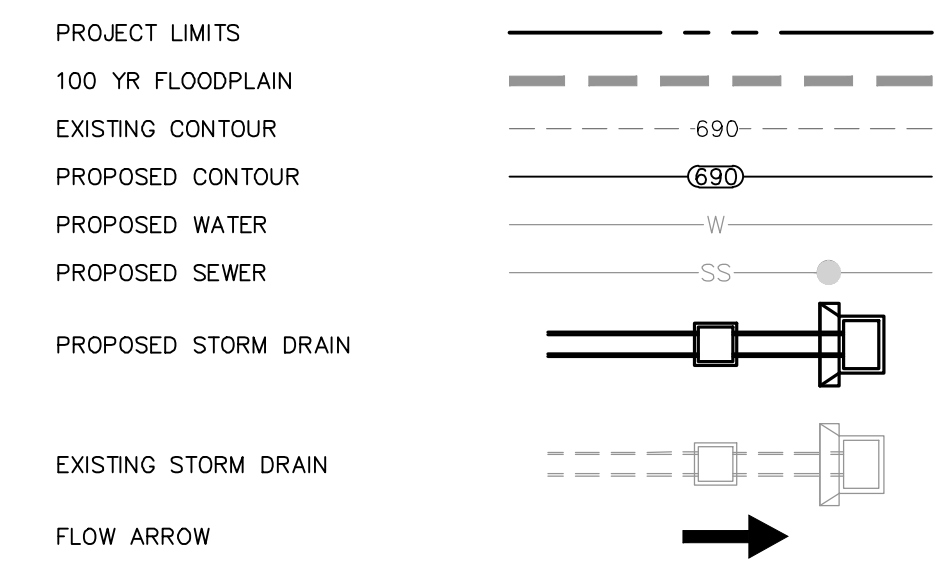 PROJECT LIMITS
100 YR FLOODPLAIN
EXISTING CONTOUR 690
PROPOSED CONTOUR 690
PROPOSED WATER W
PROPOSED SEWER SS
PROPOSED STORM DRAIN
EXISTING STORM DRAIN
FLOW ARROW